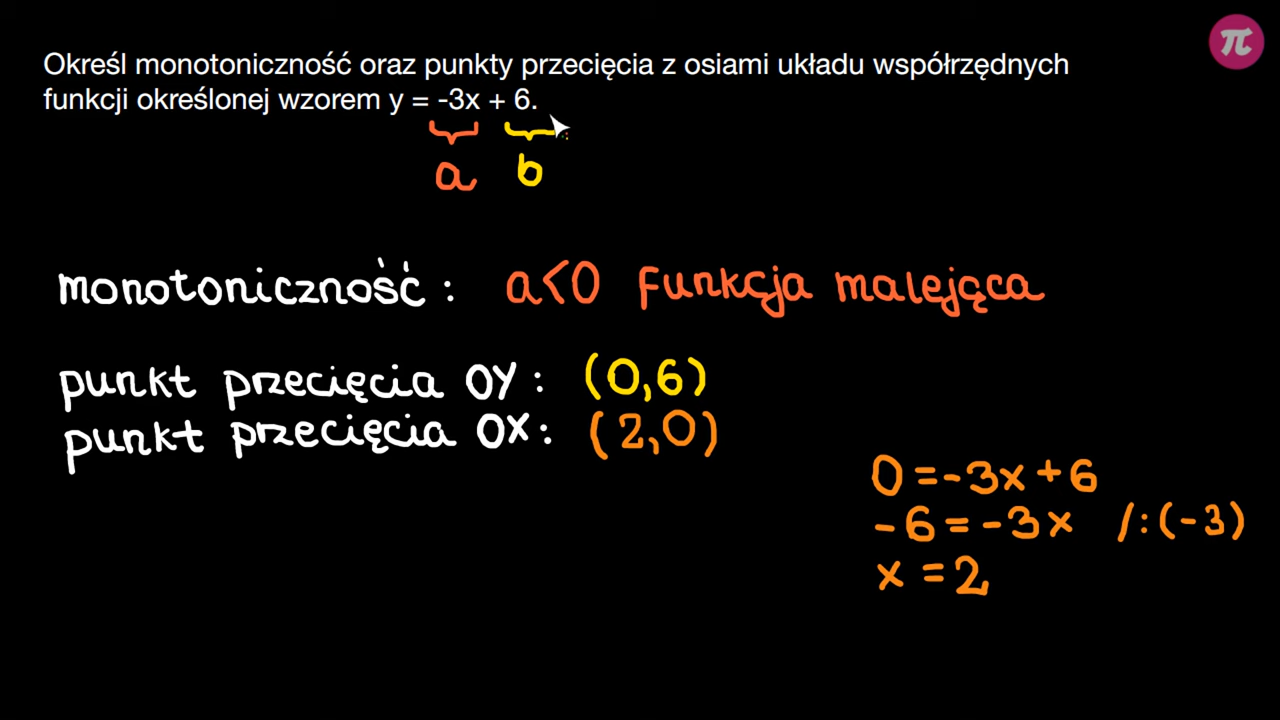 π
Określ monotoniczność oraz punkty przecięcia z osiami układu współrzędnych
funkcji określonej wzorem y = -3x + 6.
a b
monotoniczność: a<0 funkcja malejąca
punkt przecięcia OY: (0,6)
punkt przecięcia OX: (2,0)
0=-3x+6
-6=-3x /:(-3)
x=2